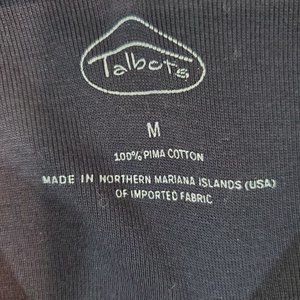 Talbots
M
100% PIMA COTTON
MADE IN NORTHERN MARIANA ISLANDS (USA)
OF IMPORTED FABRIC